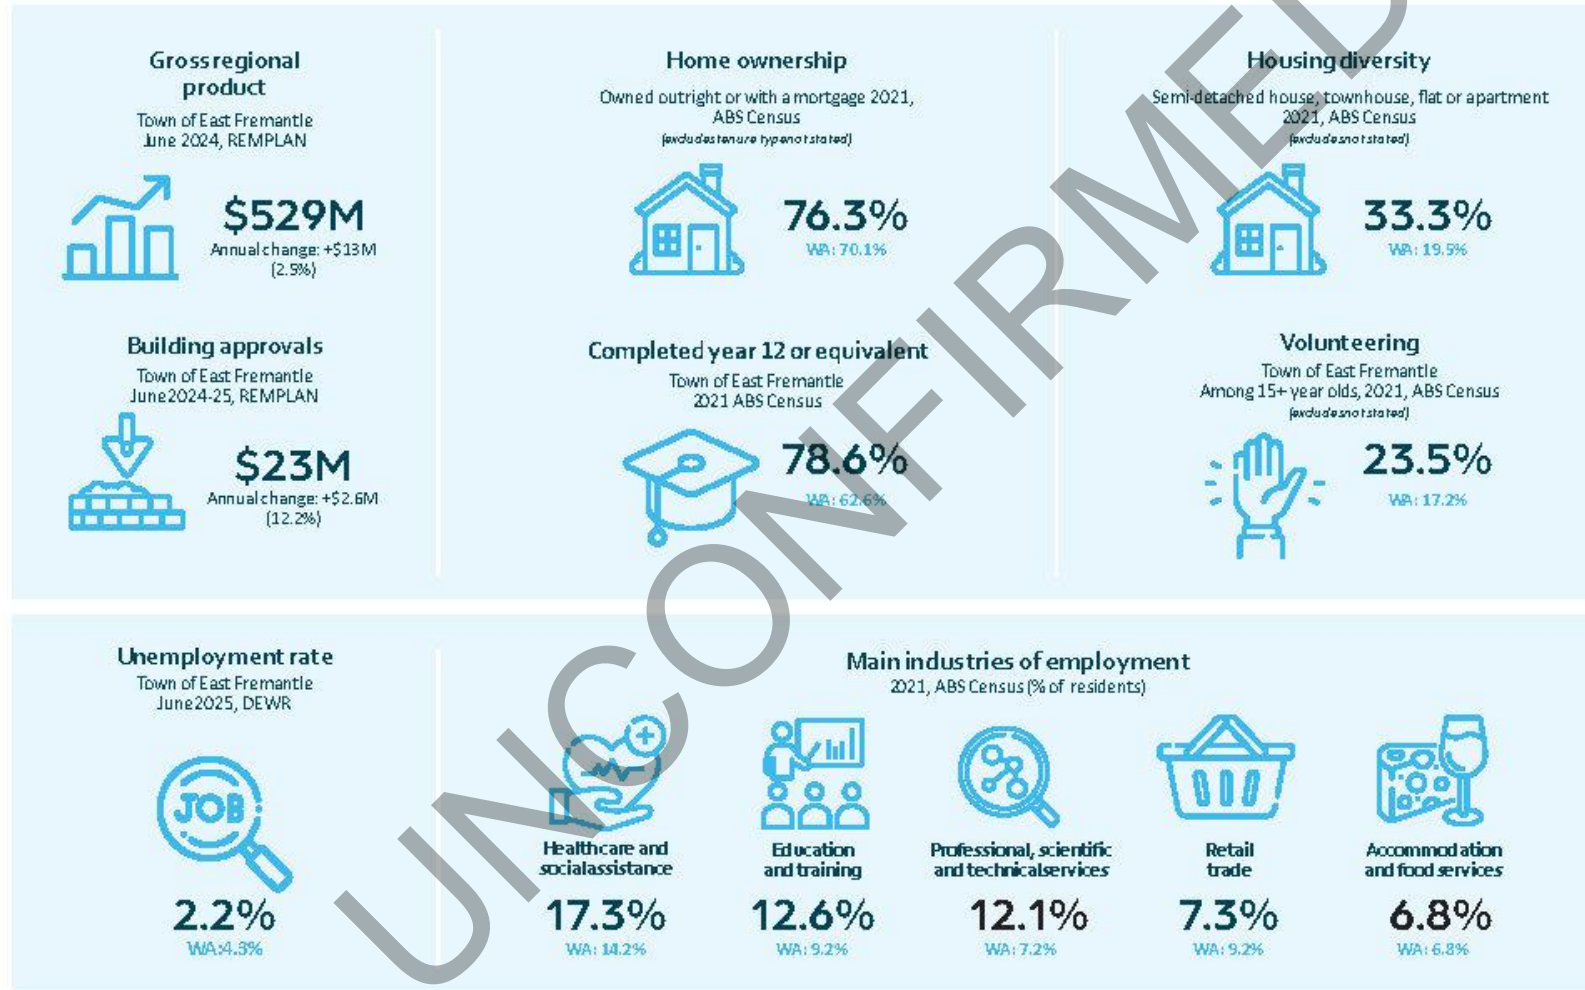 Gross regional
product
Town of East Fremantle
June 2024, REMPLAN
$529M
Annual change: +$13M
(2.5%)
Building approvals
Town of East Fremantle
June 2024-25, REMPLAN
$23M
Annual change: +$2.6M
(12.2%)
Home ownership
Owned outright or with a mortgage 2021,
ABS Census
(excludes tenure type not stated)
76.3%
WA: 70.1%
Completed year 12 or equivalent
Town of East Fremantle
2021 ABS Census
78.6%
WA: 62.6%
Housing diversity
Semi-detached house, townhouse, flat or apartment
2021, ABS Census
(excludes not stated)
33.3%
WA: 19.5%
Volunteering
Town of East Fremantle
Among 15+ year olds, 2021, ABS Census
(excludes not stated)
23.5%
WA: 17.2%
Unemployment rate
Town of East Fremantle
June 2025, DEWR
JOB
2.2%
WA:4.3%
Main industries of employment
2021, ABS Census (% of residents)
Healthcare and
social assistance
17.3%
WA: 14.2%
Education
and training
12.6%
WA: 9.2%
Professional, scientific
and technical services
12.1%
WA: 7.2%
Retail
trade
7.3%
WA: 9.2%
Accommodation
and food services
6.8%
WA: 6.8%
UNCONFIRMED